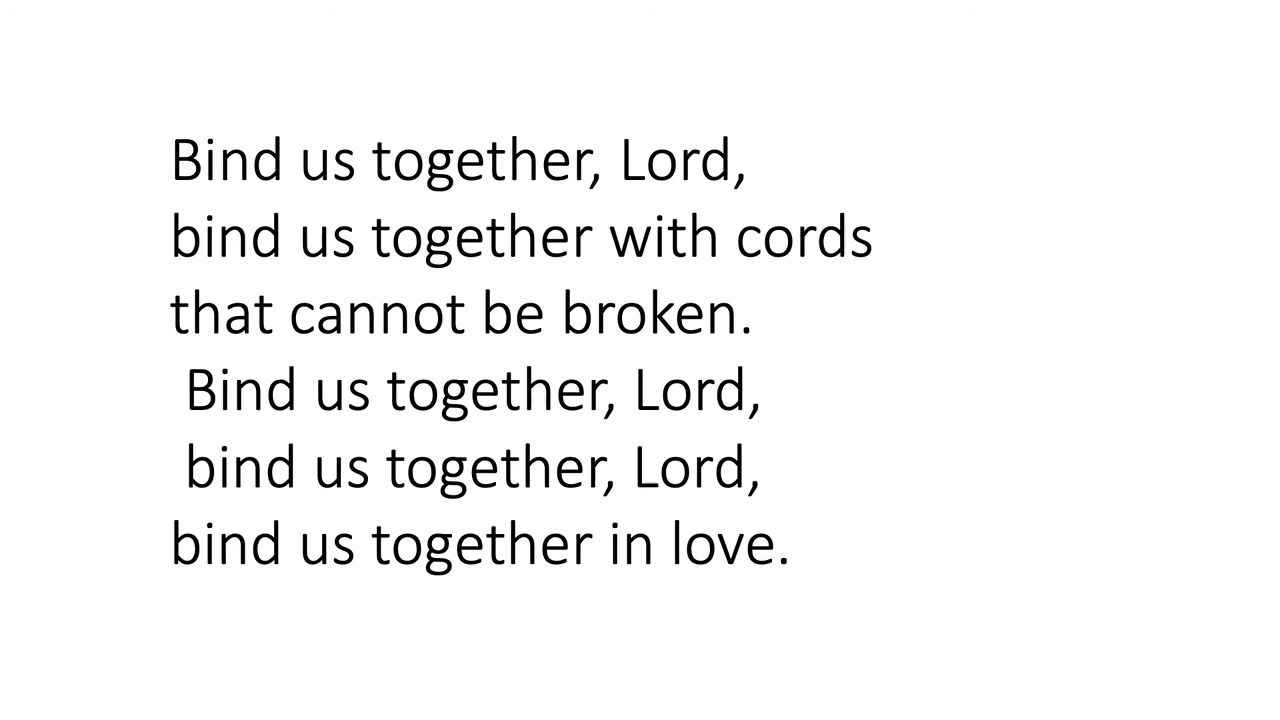 Bind us together, Lord,
bind us together with cords
that cannot be broken.
Bind us together, Lord,
bind us together, Lord,
bind us together in love.